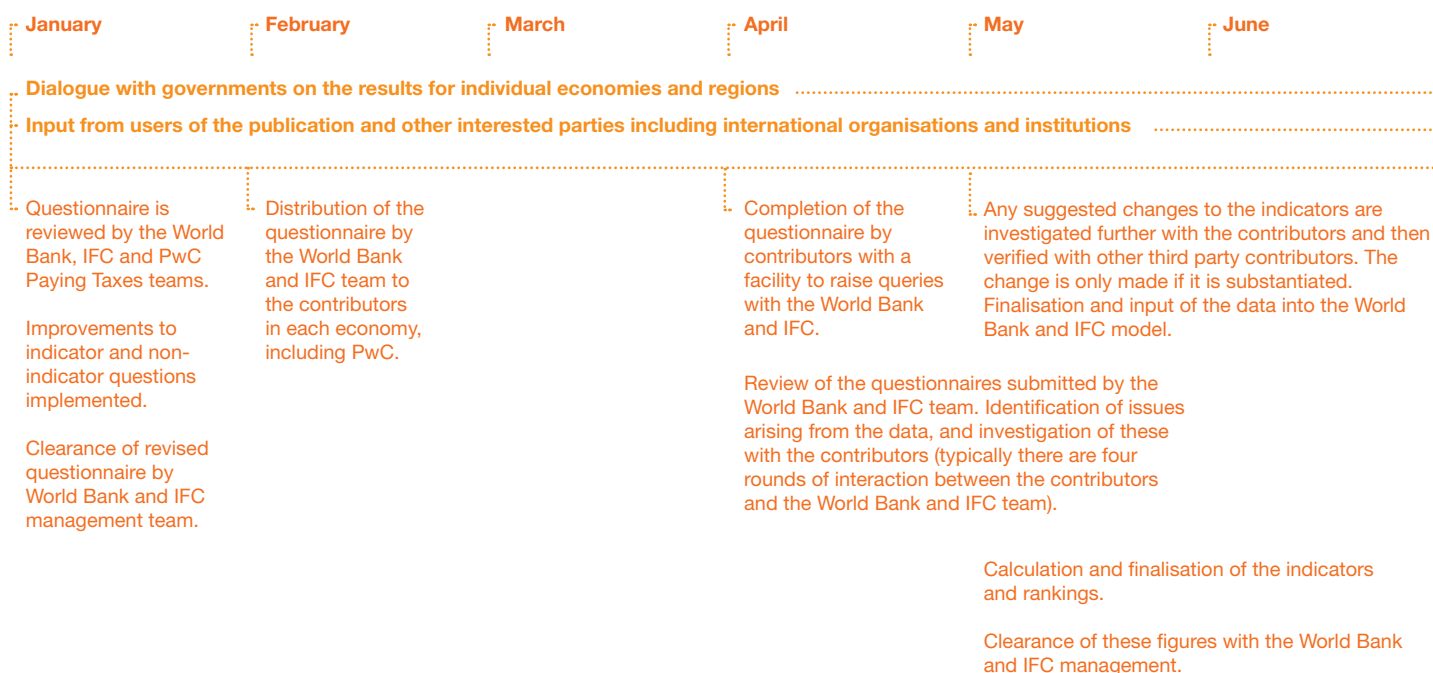 January
February
March
April
May
June
Dialogue with governments on the results for individual economies and regions
Input from users of the publication and other interested parties including international organisations and institutions
Questionnaire is
reviewed by the World
Bank, IFC and PwC
Paying Taxes teams.
Improvements to
indicator and non-
indicator questions
implemented.
Clearance of revised
questionnaire by
World Bank and IFC
management team.
Distribution of the
questionnaire by
the World Bank
and IFC team to
the contributors
in each economy,
including PwC.
Completion of the
questionnaire by
contributors with a
facility to raise queries
with the World Bank
and IFC.
Review of the questionnaires submitted by the
World Bank and IFC team. Identification of issues
arising from the data, and investigation of these
with the contributors (typically there are four
rounds of interaction between the contributors
and the World Bank and IFC team).
Any suggested changes to the indicators are
investigated further with the contributors and then
verified with other third party contributors. The
change is only made if it is substantiated.
Finalisation and input of the data into the World
Bank and IFC model.
Calculation and finalisation of the indicators
and rankings.
Clearance of these figures with the World Bank
and IFC management.